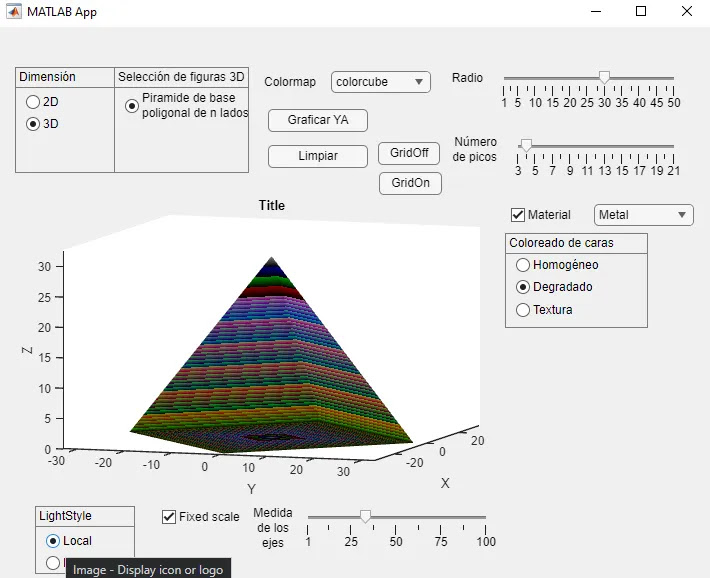 MATLAB App
Dimensión
2D
3D
Selección de figuras 3D
Piramide de base
poligonal de n lados
Colormap colorcube
Graficar YA
Limpiar
GridOff
GridOn
Radio
1 5 10 15 20 25 30 35 40 45 50
Número
de picos
3 5 7 9 11 13 15 17 19 21
Material Metal
Coloreado de caras
Homogéneo
Degradado
Textura
Title
Z
30
25
20
15
10
5
0
-30 -20 -10 0 10 20 30
Y
-20 0 20
X
LightStyle
Local
Image - Display icon or logo
Fixed scale
Medida
de los
ejes
1 25 50 75 100